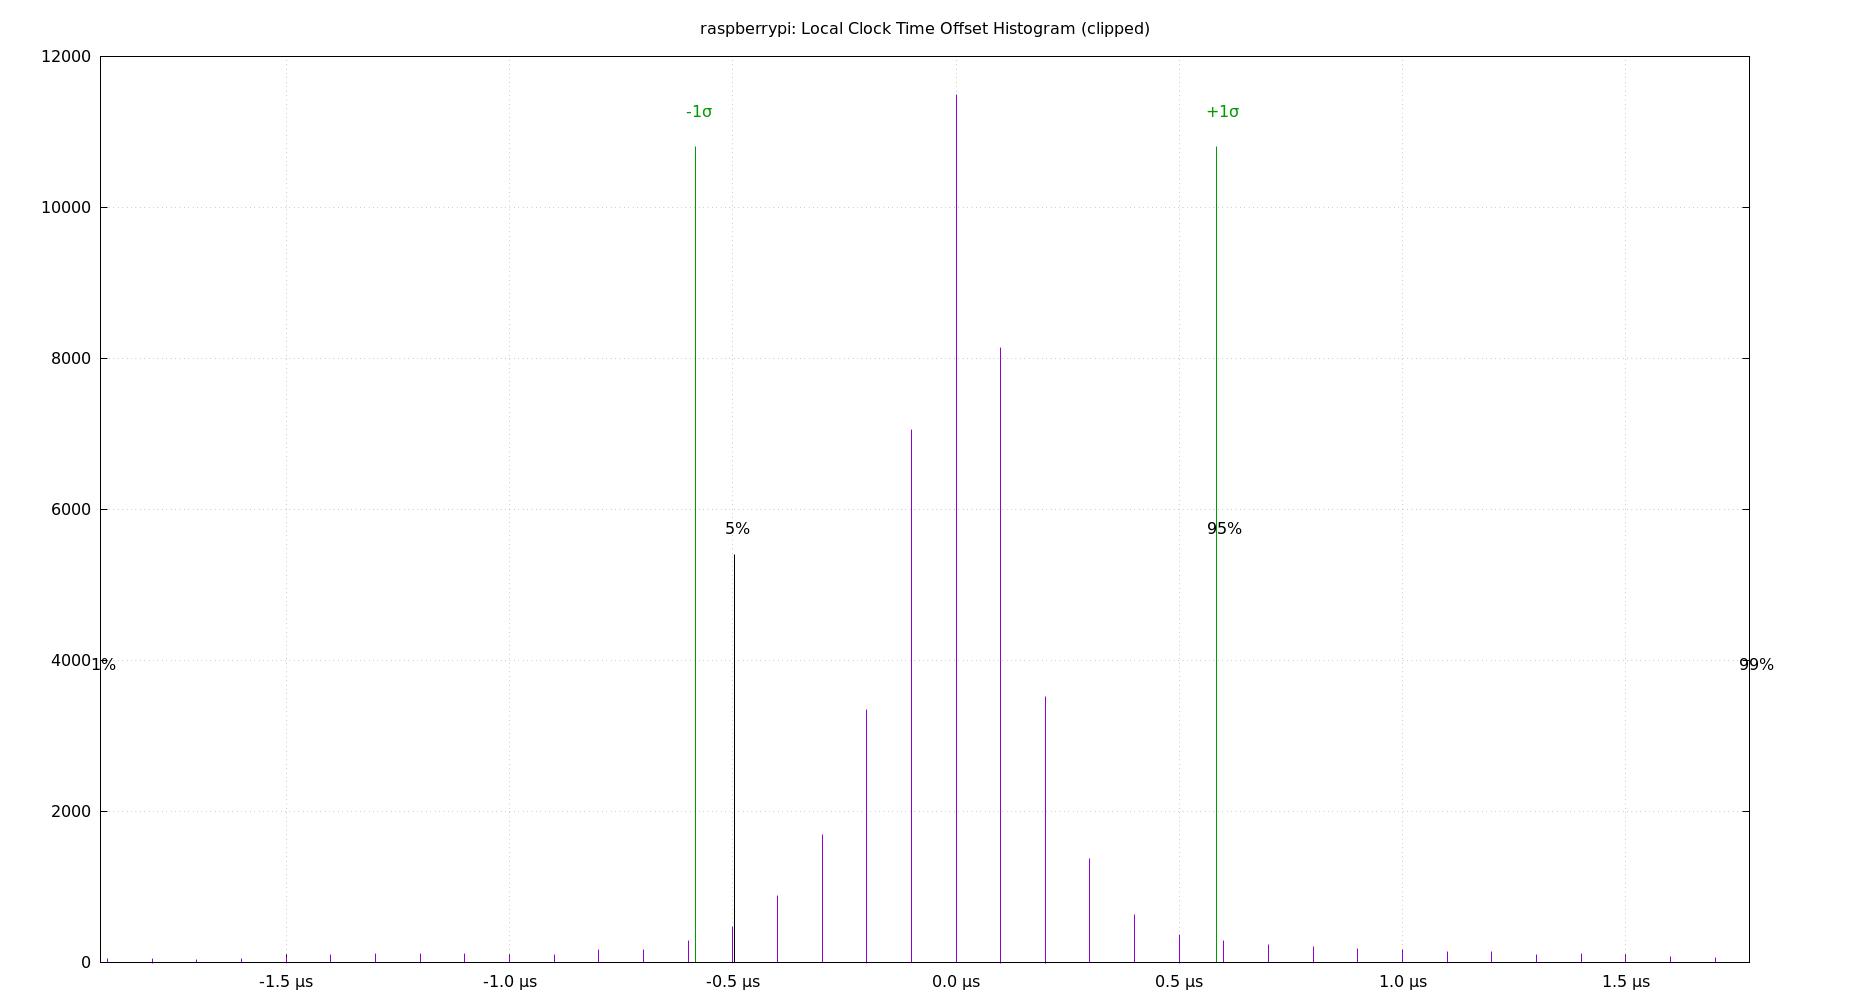 raspberrypi: Local Clock Time Offset Histogram (clipped)
12000
-1σ
+1σ
10000
8000
6000
5%
95%
4000
1%
99%
2000
0
-1.5 µs
-1.0 µs
-0.5 µs
0.0 µs
0.5 µs
1.0 µs
1.5 µs